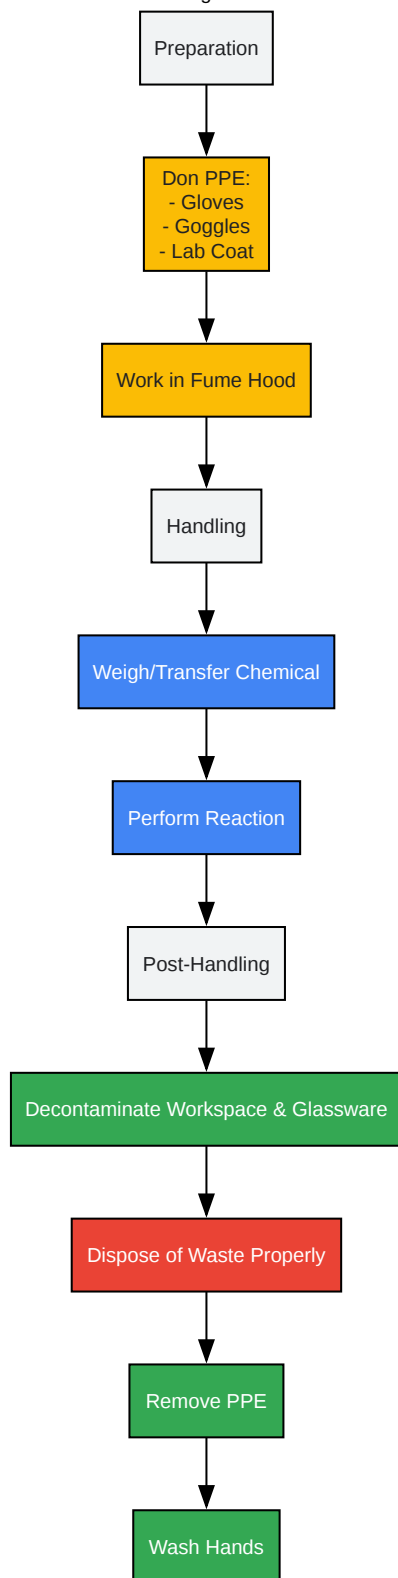 Preparation
Don PPE:
- Gloves
- Goggles
- Lab Coat
Work in Fume Hood
Handling
Weigh/Transfer Chemical
Perform Reaction
Post-Handling
Decontaminate Workspace & Glassware
Dispose of Waste Properly
Remove PPE
Wash Hands